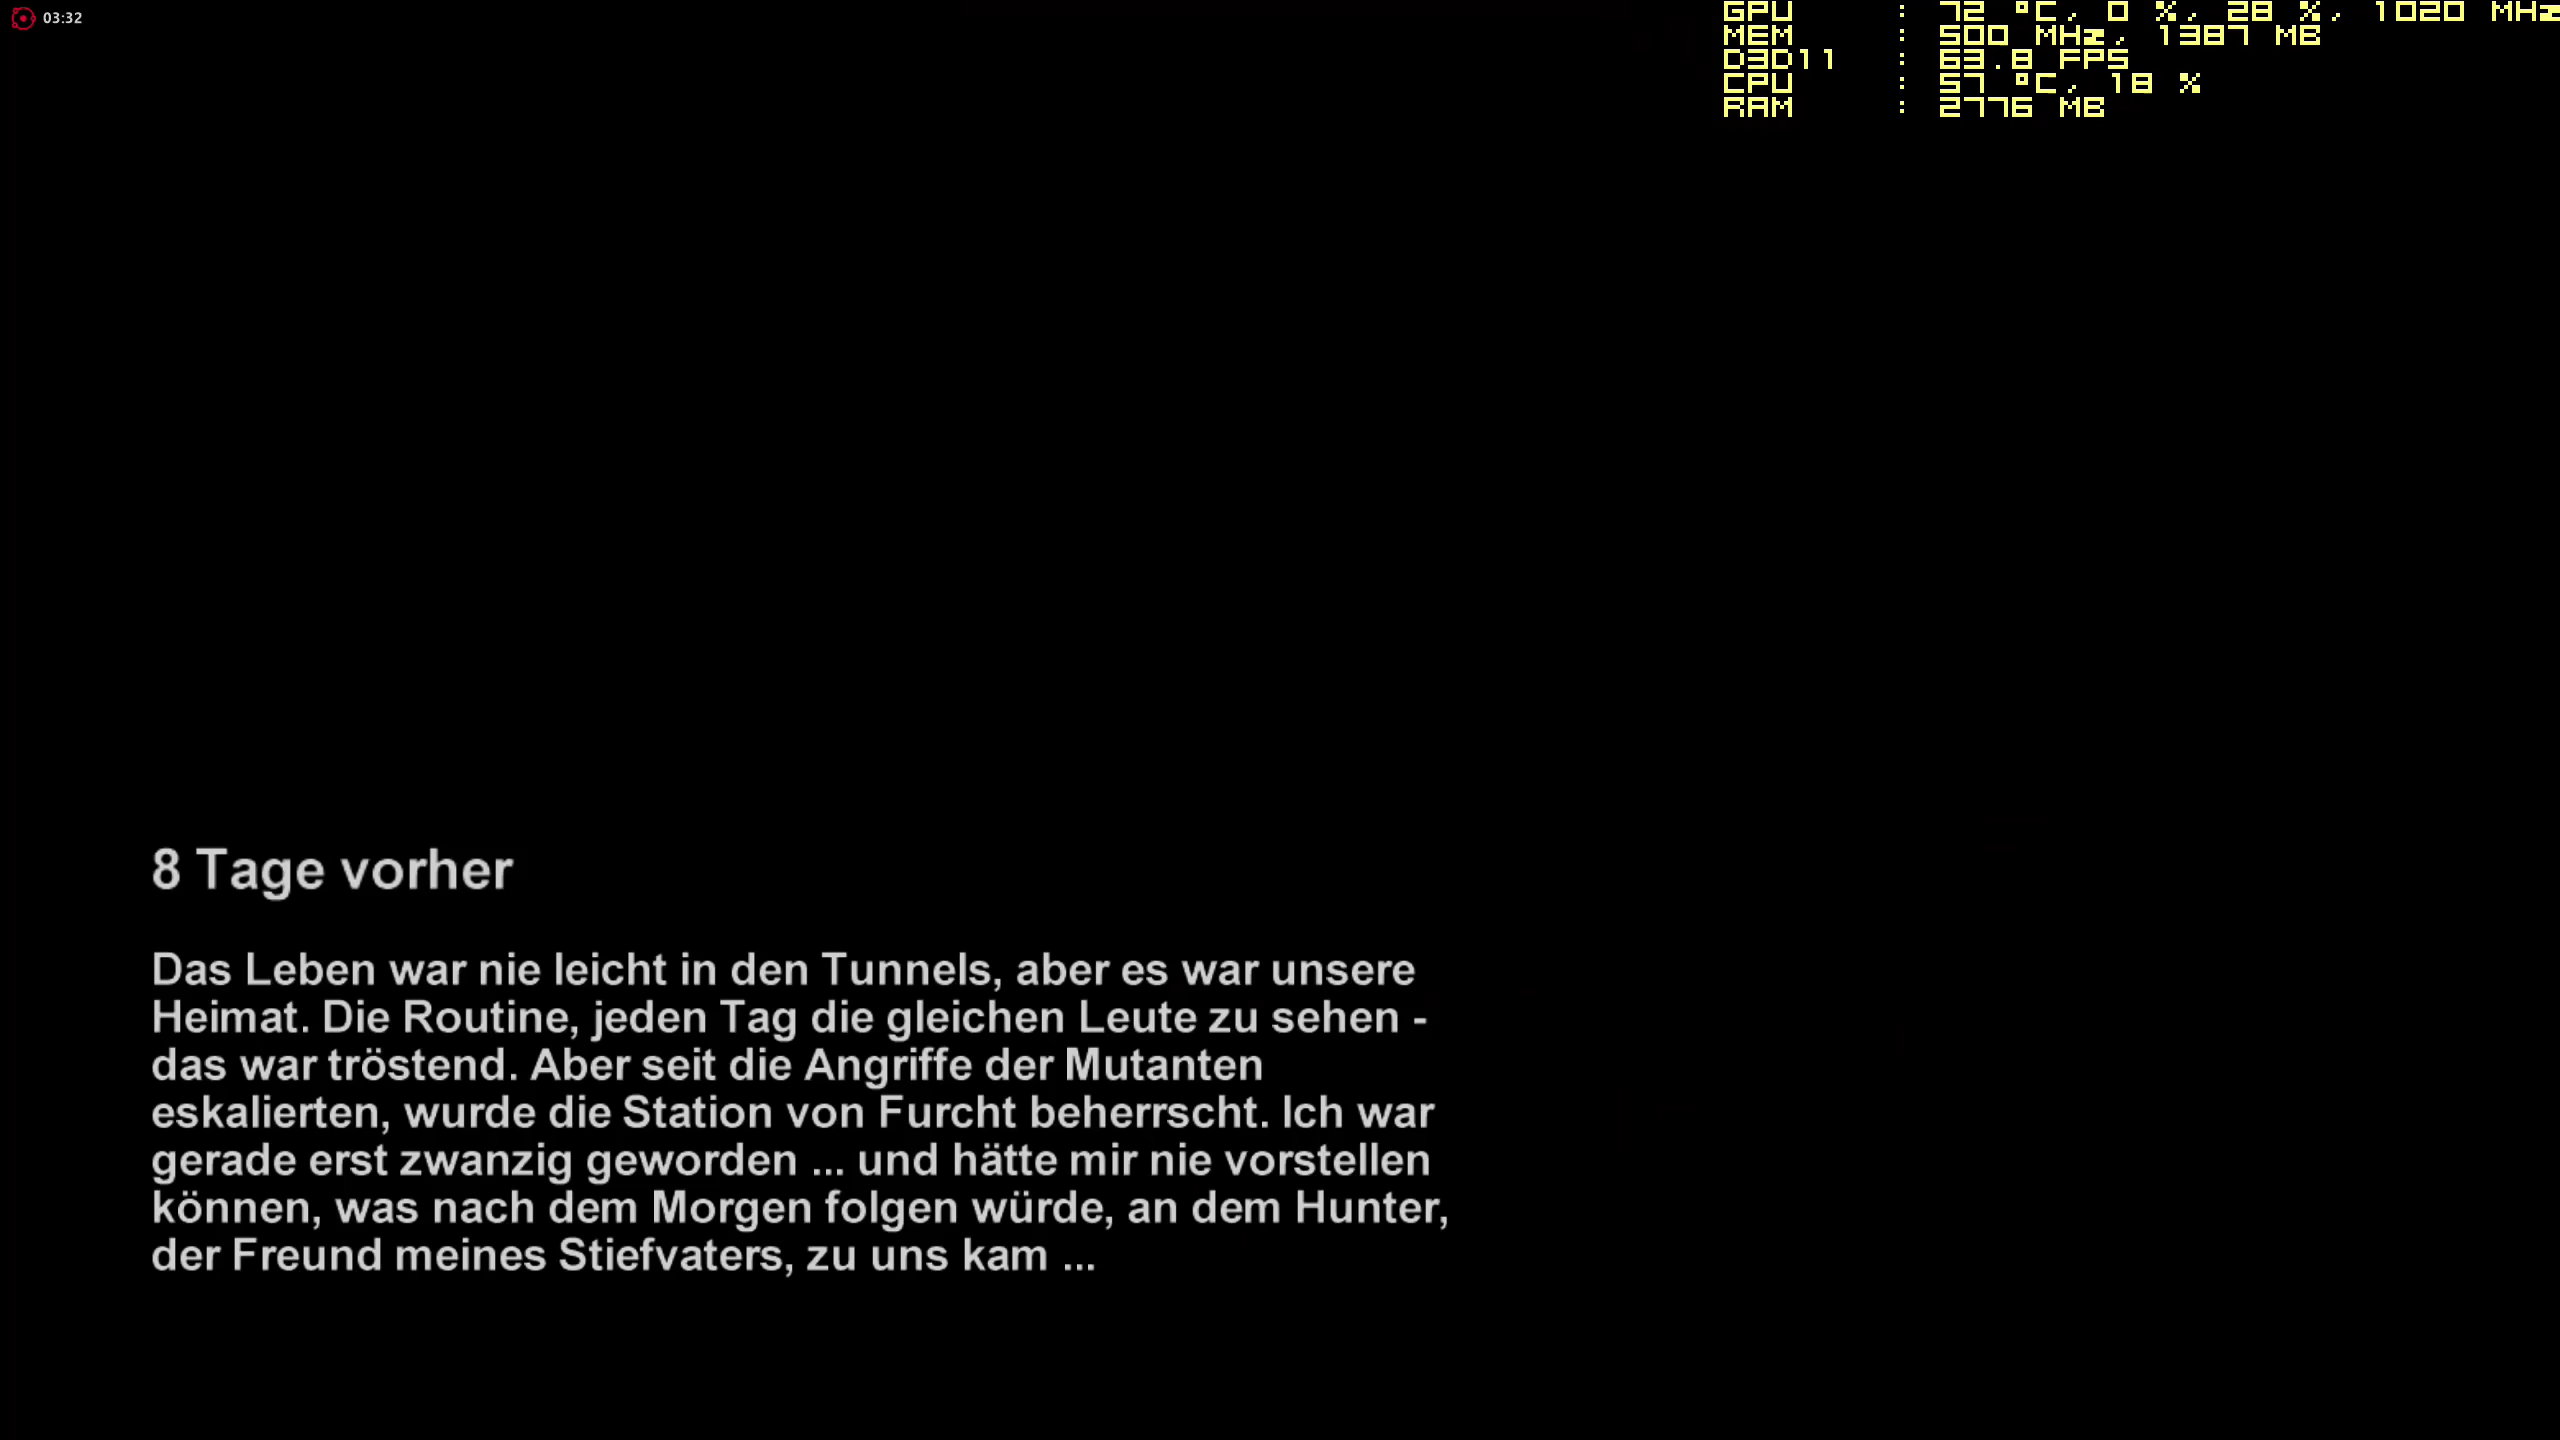 03:32
GPU : 72 °C, 0 %, 28 %, 1020 MHz
MEM : 500 MHz, 1387 MB
D3D11 : 63.8 FPS
CPU : 57 °C, 18 %
RAM : 2776 MB
8 Tage vorher
Das Leben war nie leicht in den Tunnels, aber es war unsere
Heimat. Die Routine, jeden Tag die gleichen Leute zu sehen -
das war tröstend. Aber seit die Angriffe der Mutanten
eskalierten, wurde die Station von Furcht beherrscht. Ich war
gerade erst zwanzig geworden ... und hätte mir nie vorstellen
können, was nach dem Morgen folgen würde, an dem Hunter,
der Freund meines Stiefvaters, zu uns kam ...